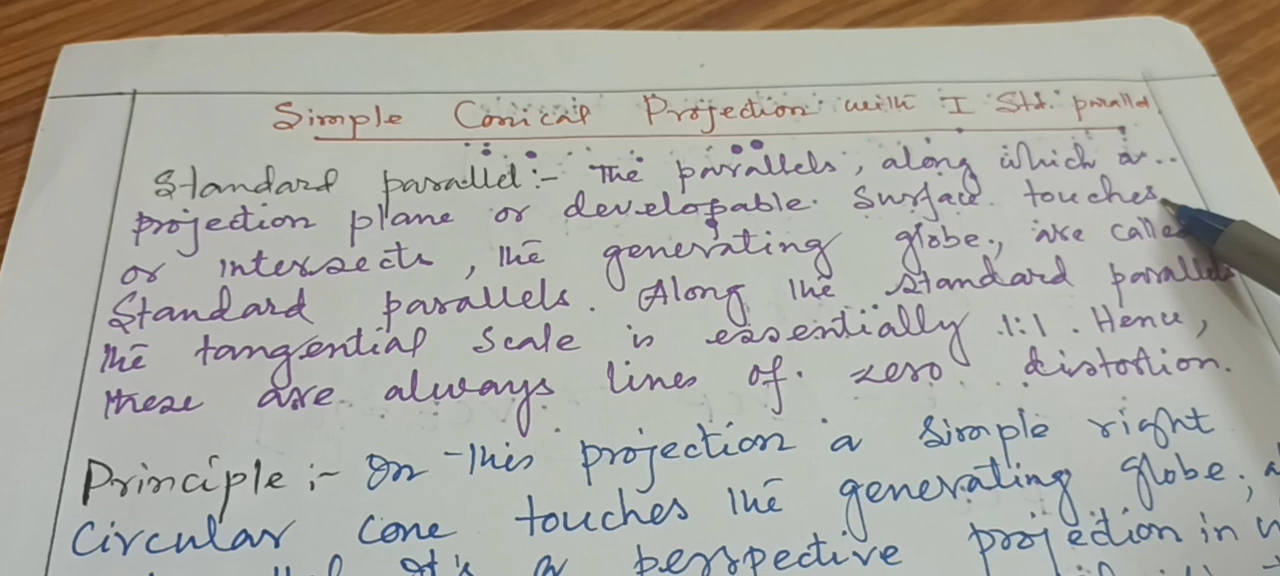 Simple Conical Projection with I Std. parallel
Standard parallel :- The parallels, along which a
projection plane or developable surface touches
or intersects, the generating globe, are called
Standard parallels. Along the standard parallels
the tangential scale is essentially 1:1. Hence,
these are always lines of zero distortion.
Principle :- In this projection a simple right
circular cone touches the generating globe,
It's a perspective projection in